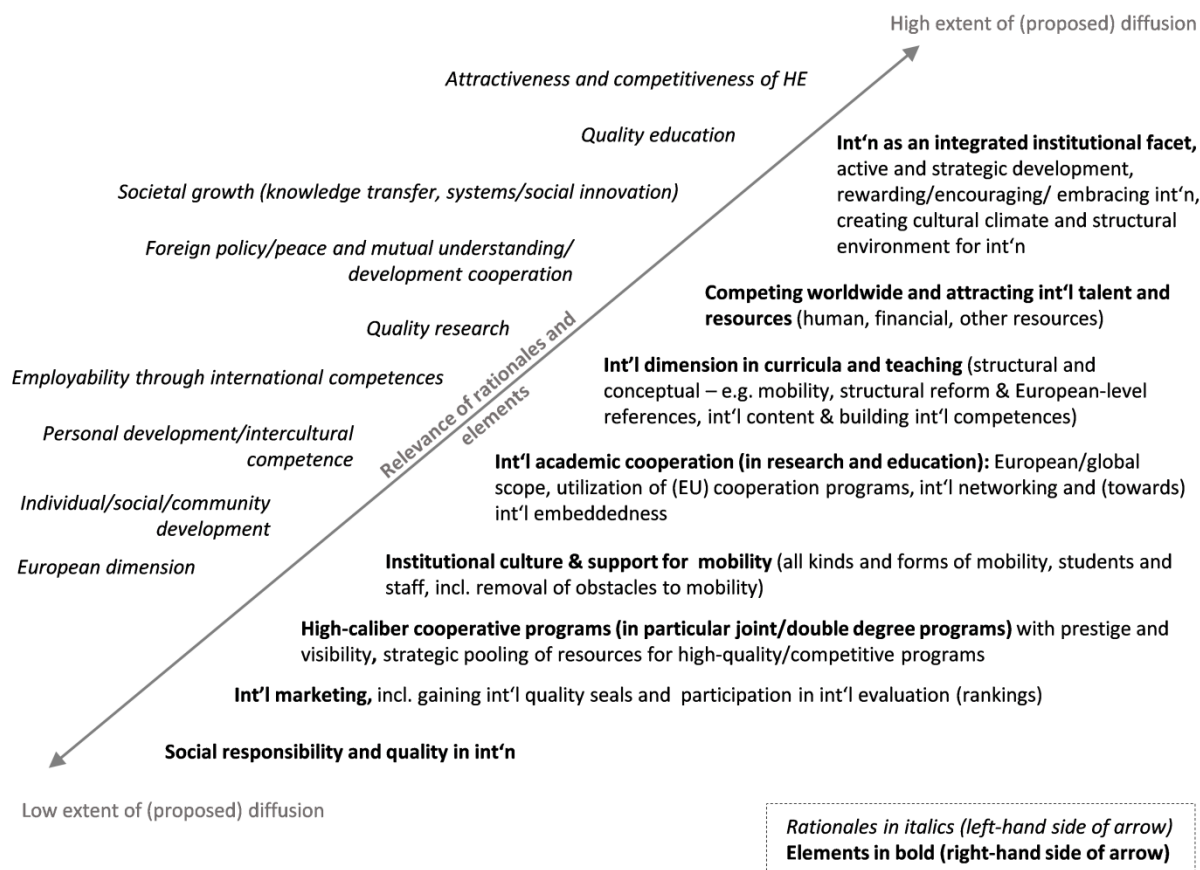 High extent of (proposed) diffusion
Attractiveness and competitiveness of HE
Quality education
Int‘n as an integrated institutional facet,
active and strategic development,
rewarding/encouraging/ embracing int‘n,
creating cultural climate and structural
environment for int‘n
Societal growth (knowledge transfer, systems/social innovation)
Foreign policy/peace and mutual understanding/
development cooperation
Competing worldwide and attracting int‘l talent and
resources (human, financial, other resources)
Quality research
Relevance of rationales and
elements
Int‘l dimension in curricula and teaching (structural and
conceptual – e.g. mobility, structural reform & European-level
references, int‘l content & building int‘l competences)
Employability through international competences
Personal development/intercultural
competence
Int‘l academic cooperation (in research and education): European/global
scope, utilization of (EU) cooperation programs, int‘l networking and (towards)
int‘l embeddedness
Individual/social/community
development
European dimension
Institutional culture & support for  mobility (all kinds and forms of mobility, students and
staff, incl. removal of obstacles to mobility)
High-caliber cooperative programs (in particular joint/double degree programs) with prestige and
visibility, strategic pooling of resources for high-quality/competitive programs
Int‘l marketing, incl. gaining int‘l quality seals and  participation in int‘l evaluation (rankings)
Social responsibility and quality in int‘n
Low extent of (proposed) diffusion
Rationales in italics (left-hand side of arrow)
Elements in bold (right-hand side of arrow)